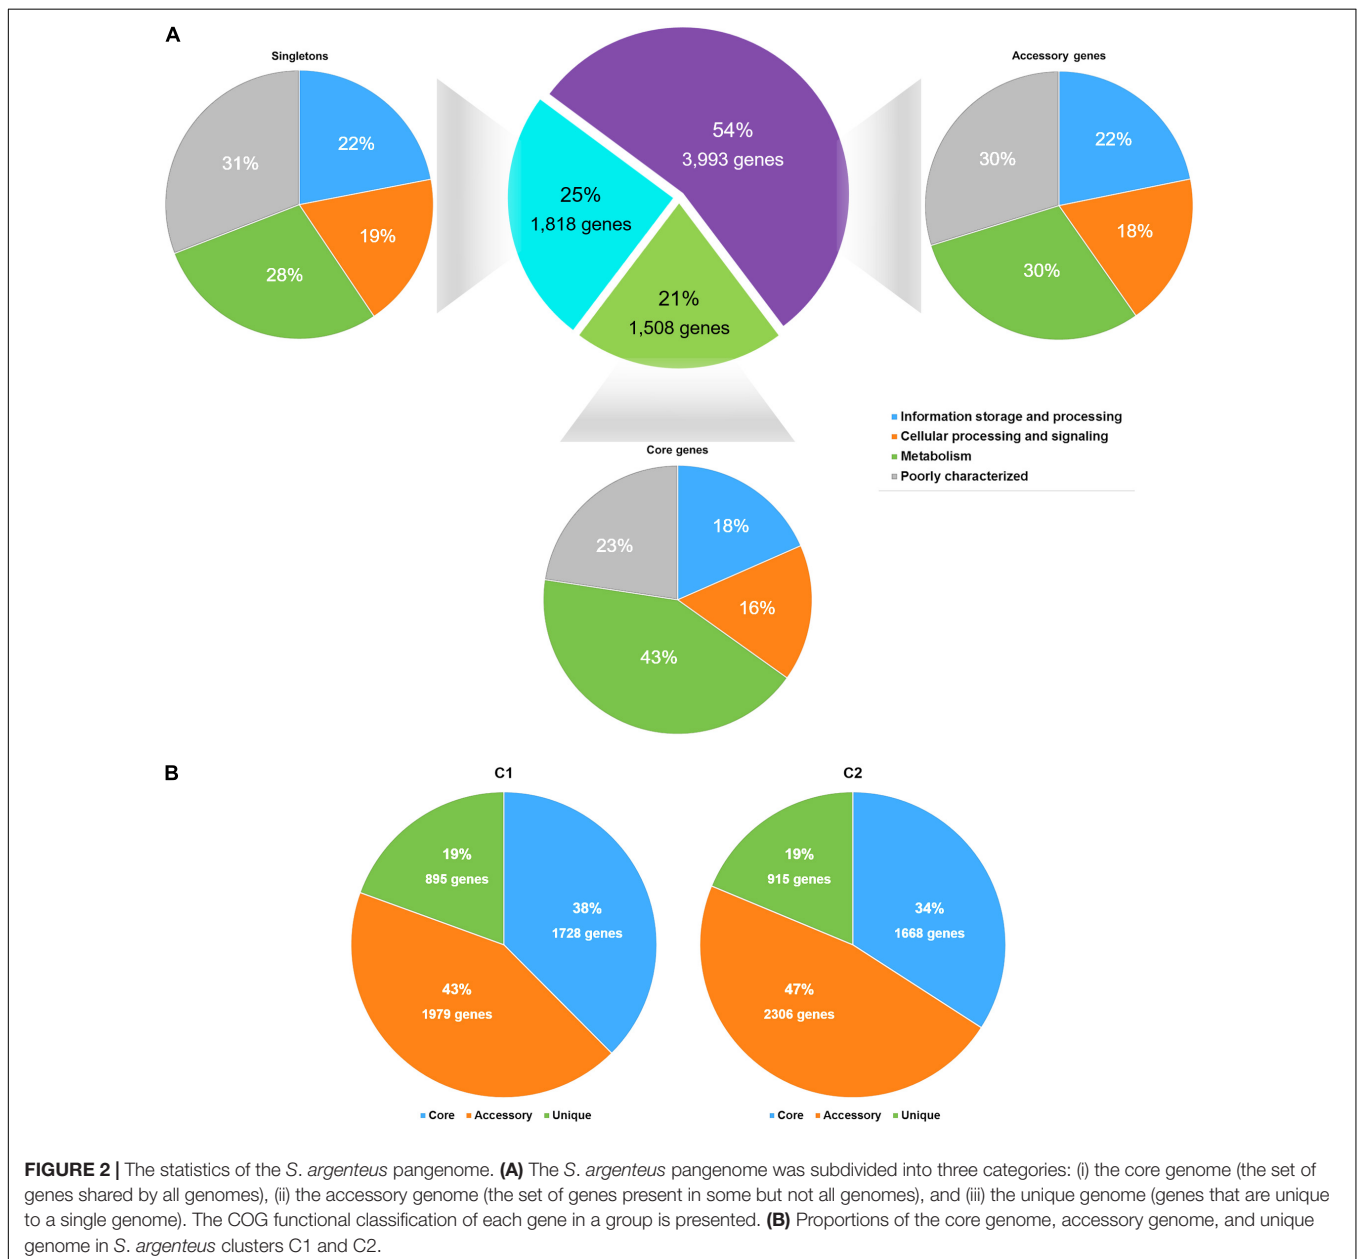 A
Singletons
22%
19%
28%
31%
54%
3,993 genes
25%
1,818 genes
21%
1,508 genes
Accessory genes
22%
18%
30%
30%
Information storage and processing
Cellular processing and signaling
Metabolism
Poorly characterized
Core genes
18%
16%
43%
23%
B
C1
19%
895 genes
38%
1728 genes
43%
1979 genes
Core Accessory Unique
C2
19%
915 genes
34%
1668 genes
47%
2306 genes
Core Accessory Unique
FIGURE 2 | The statistics of the S. argenteus pangenome. (A) The S. argenteus pangenome was subdivided into three categories: (i) the core genome (the set of
genes shared by all genomes), (ii) the accessory genome (the set of genes present in some but not all genomes), and (iii) the unique genome (genes that are unique
to a single genome). The COG functional classification of each gene in a group is presented. (B) Proportions of the core genome, accessory genome, and unique
genome in S. argenteus clusters C1 and C2.